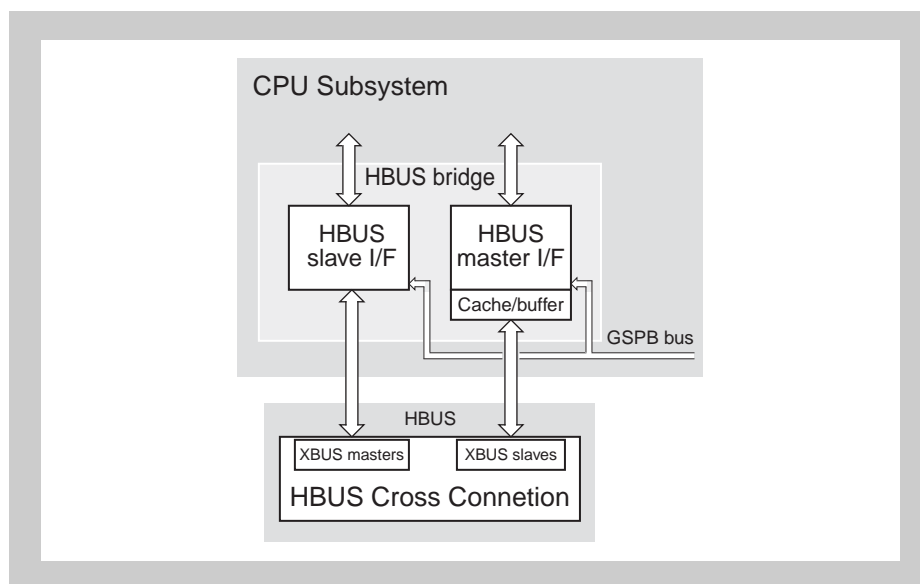 CPU Subsystem
HBUS bridge
HBUS
slave I/F
HBUS
master I/F
Cache/buffer
GSPB bus
HBUS
XBUS masters
XBUS slaves
HBUS Cross Connetion